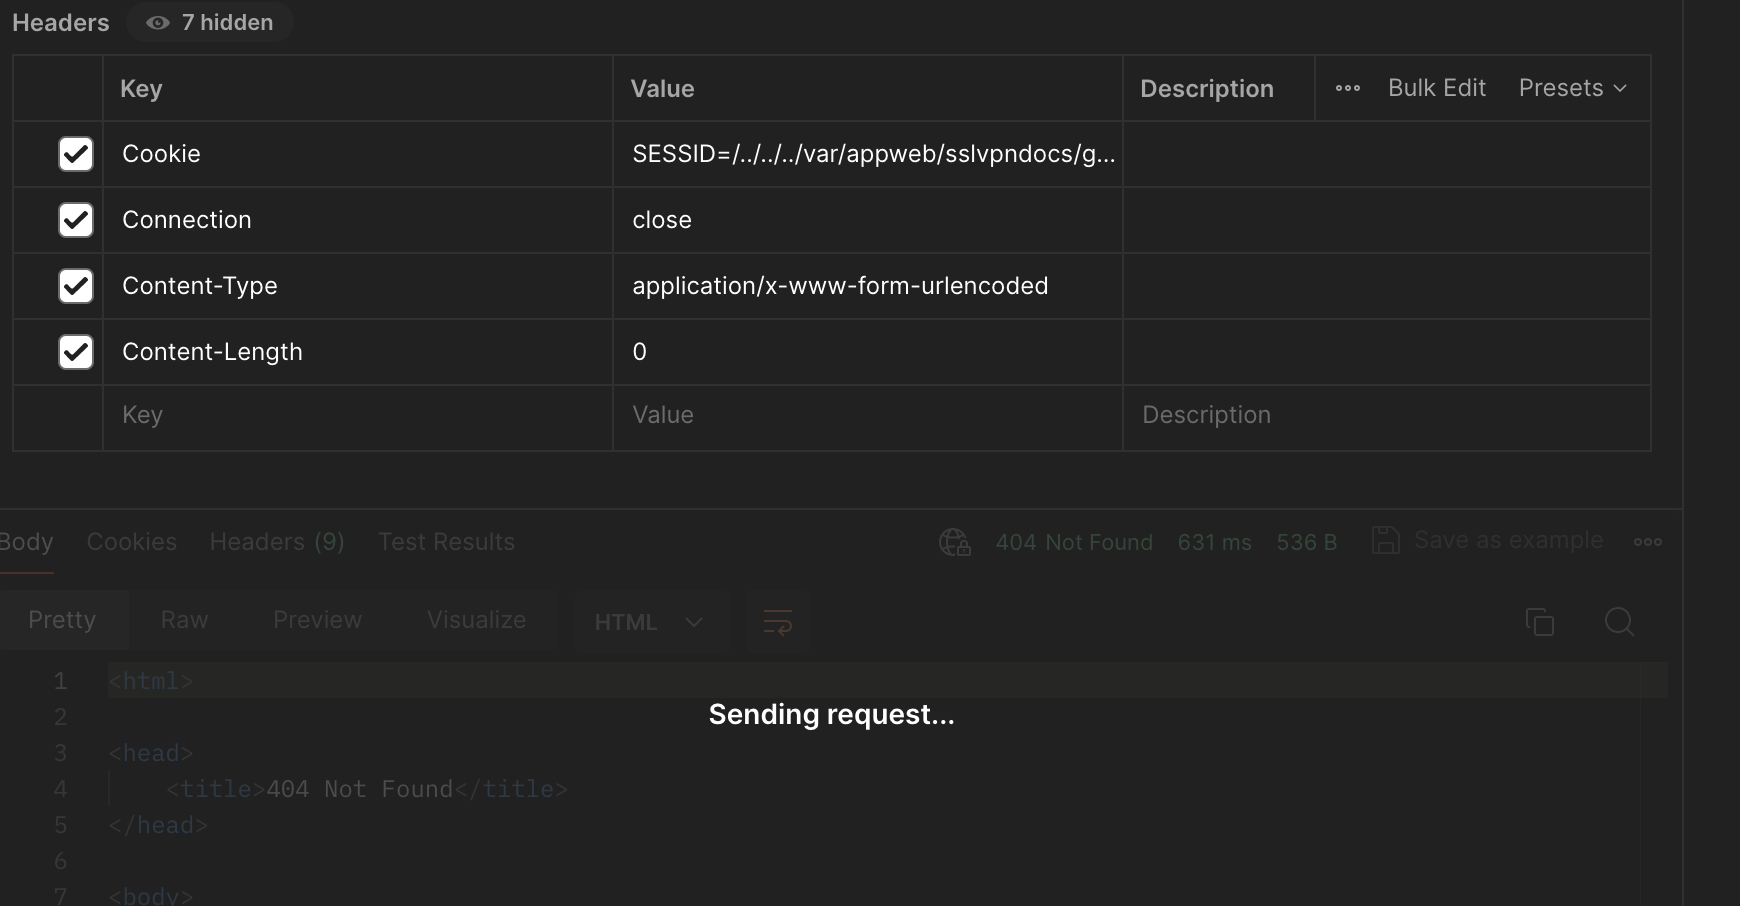 Headers 7 hidden
Key Value Description Bulk Edit Presets
Cookie SESSID=/../../../var/appweb/sslvpndocs/g...
Connection close
Content-Type application/x-www-form-urlencoded
Content-Length 0
Key Value Description
Body Cookies Headers (9) Test Results 404 Not Found 631 ms 536 B Save as example
Pretty Raw Preview Visualize HTML
1 <html>
Sending request...
2
3 <head>
4 <title>404 Not Found</title>
5 </head>
6
7 <body>